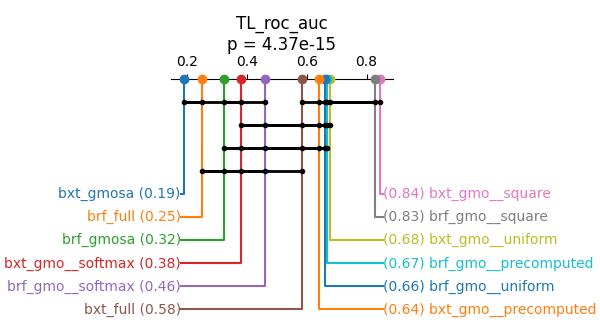 TL_roc_auc
p = 4.37e-15
0.2 0.4 0.6 0.8
bxt_gmosa (0.19)
(0.84) bxt_gmo__square
brf_full (0.25)
(0.83) brf_gmo__square
brf_gmosa (0.32)
(0.68) bxt_gmo__uniform
bxt_gmo__softmax (0.38)
(0.67) brf_gmo__precomputed
brf_gmo__softmax (0.46)
(0.66) brf_gmo__uniform
bxt_full (0.58)
(0.64) bxt_gmo__precomputed